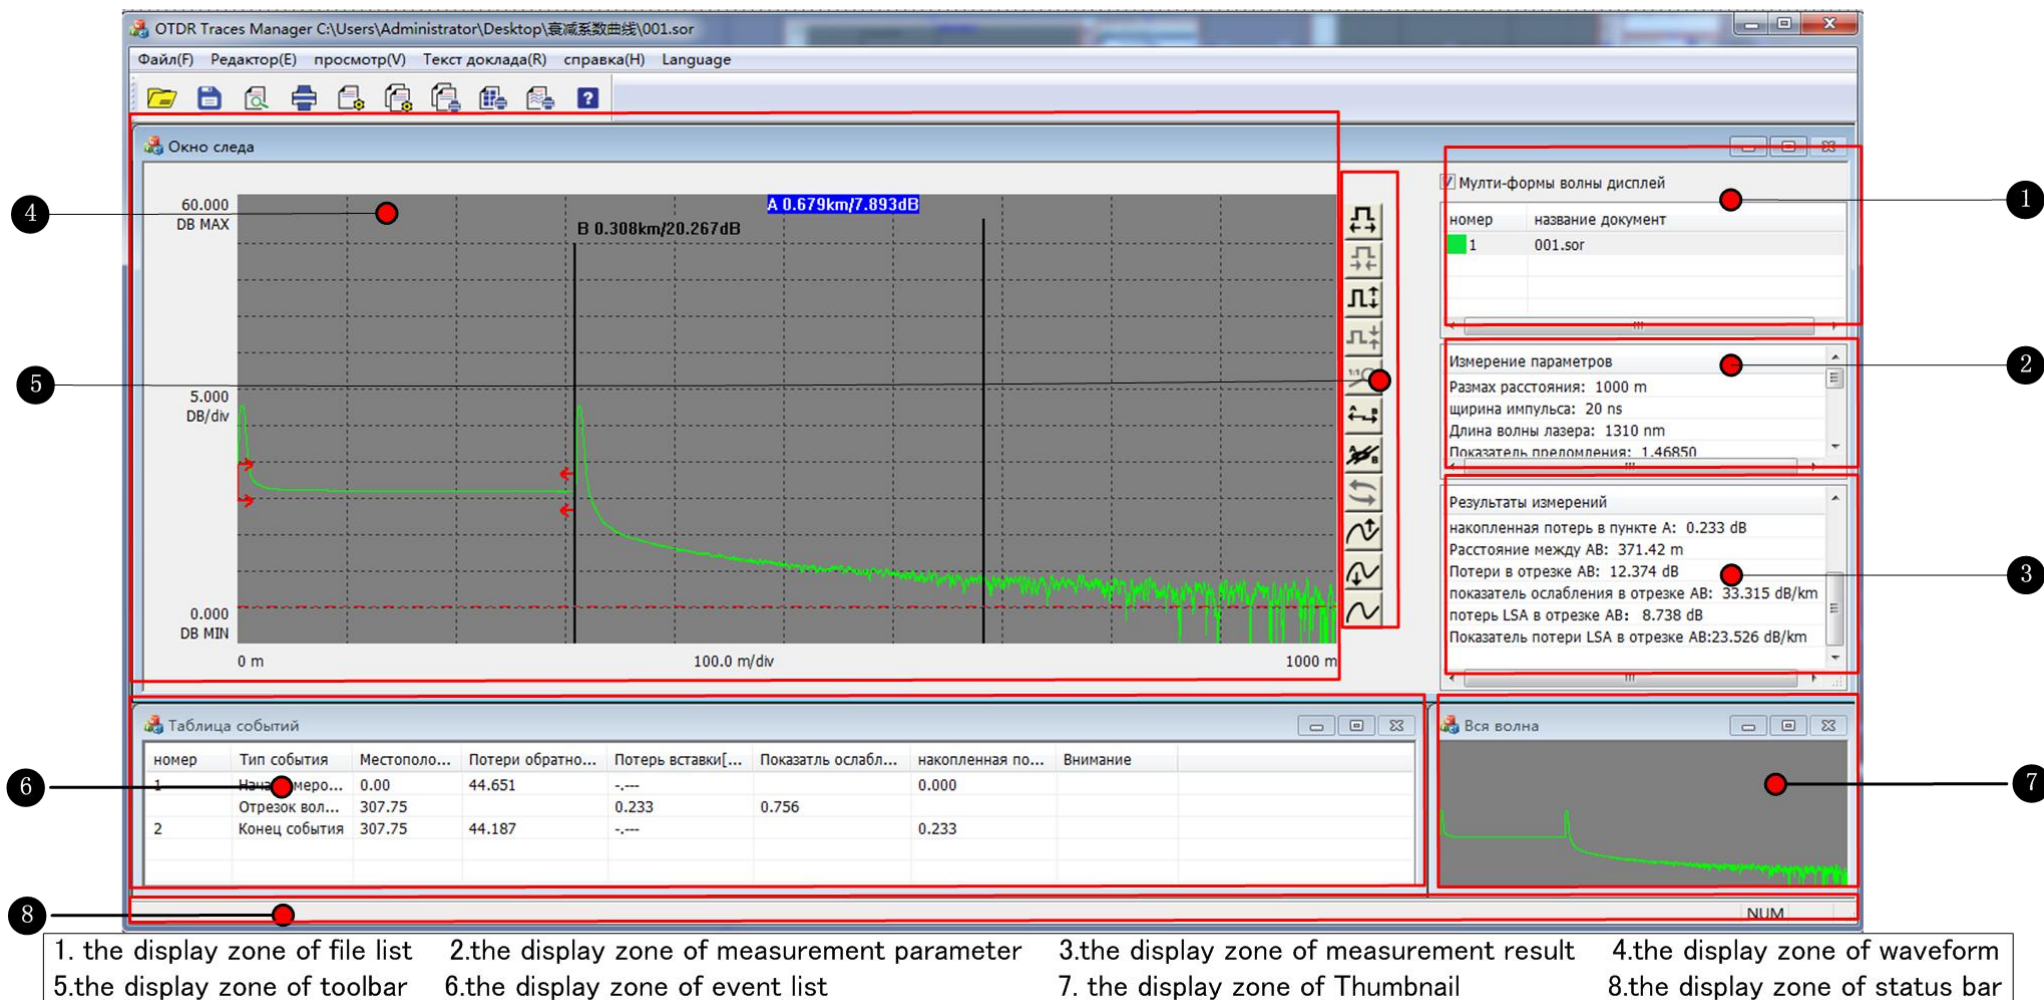 OTDR Traces Manager C:\Users\Administrator\Desktop\衰减系数曲线\001.sor
Файл(F) Редактор(E) просмотр(V) Текст доклада(R) справка(H) Language
Окно следа
60.000
DB MAX
A 0.679km/7.893dB
B 0.308km/20.267dB
5.000
DB/div
0.000
DB MIN
0 m 100.0 m/div 1000 m
1:1
Мулти-формы волны дисплей
номер название документ
1 001.sor
Измерение параметров
Размах расстояния: 1000 m
щирина импульса: 20 ns
Длина волны лазера: 1310 nm
Показатель преломления: 1.46850
Результаты измерений
накопленная потерь в пункте A: 0.233 dB
Расстояние между AB: 371.42 m
Потери в отрезке AB: 12.374 dB
показатель ослабления в отрезке AB: 33.315 dB/km
потерь LSA в отрезке AB: 8.738 dB
Показатель потери LSA в отрезке AB:23.526 dB/km
Таблица событий
номер Тип события Местополо... Потери обратно... Потерь вставки[... Показатль ослабл... накопленная по... Внимание
1 0.00 44.651 -.--- 0.000
Отрезок вол... 307.75 0.233 0.756
2 Конец события 307.75 44.187 -.--- 0.233
Вся волна
NUM
4
5
6
8
1
2
3
7
1. the display zone of file list 2.the display zone of measurement parameter 3.the display zone of measurement result 4.the display zone of waveform
5.the display zone of toolbar 6.the display zone of event list 7. the display zone of Thumbnail 8.the display zone of status bar